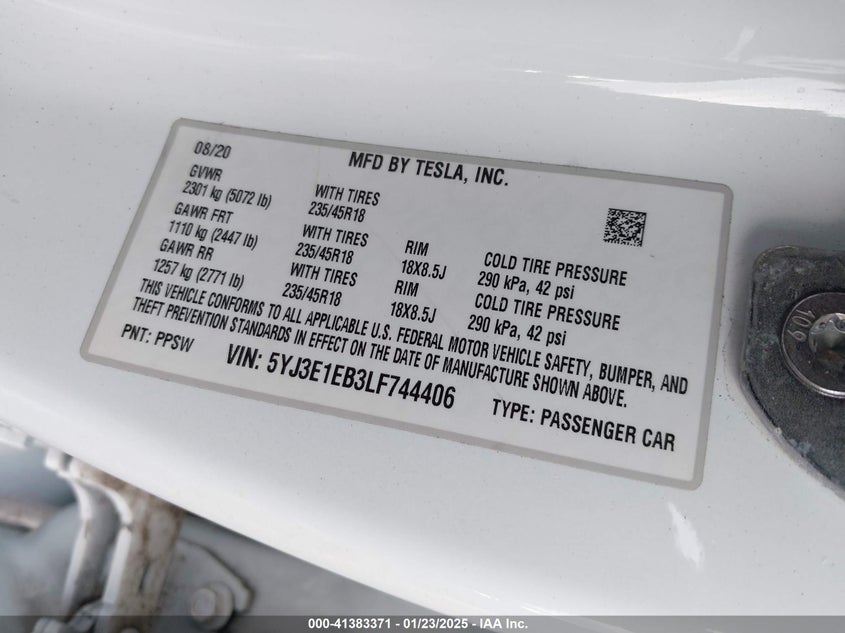 08/20
MFD BY TESLA, INC.
GVWR
2301 kg (5072 lb)
WITH TIRES
235/45R18
GAWR FRT
1110 kg (2447 lb)
WITH TIRES
235/45R18
RIM
18X8.5J
COLD TIRE PRESSURE
290 kPa, 42 psi
GAWR RR
1257 kg (2771 lb)
WITH TIRES
235/45R18
RIM
18X8.5J
COLD TIRE PRESSURE
290 kPa, 42 psi
THIS VEHICLE CONFORMS TO ALL APPLICABLE U.S. FEDERAL MOTOR VEHICLE SAFETY, BUMPER, AND
THEFT PREVENTION STANDARDS IN EFFECT ON THE DATE OF MANUFACTURE SHOWN ABOVE.
PNT: PPSW
VIN: 5YJ3E1EB3LF744406
TYPE: PASSENGER CAR
10.9
000-41383371 - 01/23/2025 - IAA Inc.